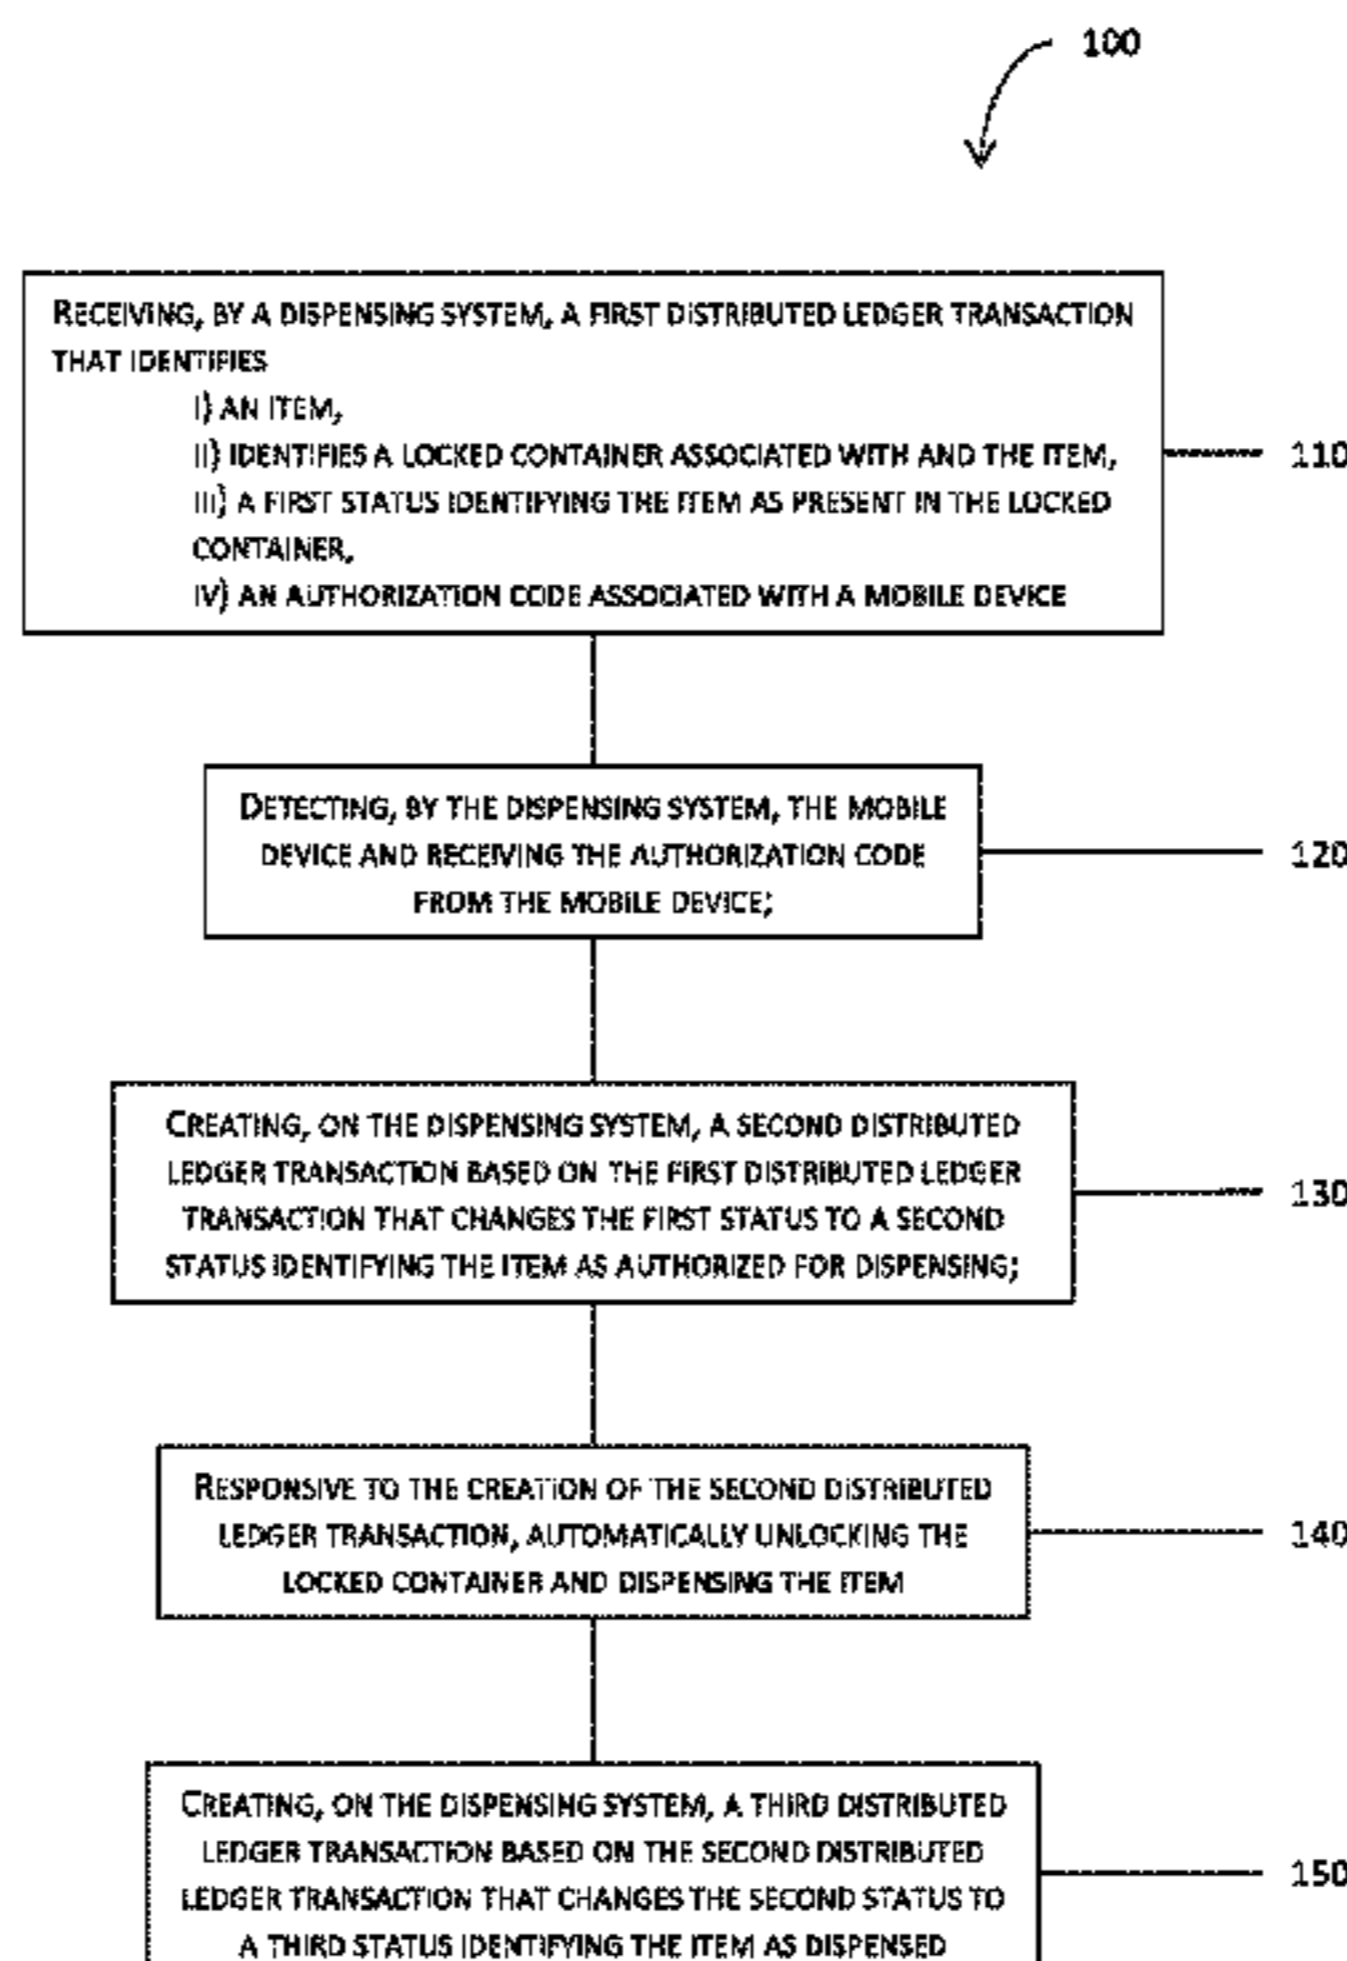 100
RECEIVING, BY A DISPENSING SYSTEM, A FIRST DISTRIBUTED LEDGER TRANSACTION
THAT IDENTIFIES
I) AN ITEM,
II) IDENTIFIES A LOCKED CONTAINER ASSOCIATED WITH AND THE ITEM,
III) A FIRST STATUS IDENTIFYING THE ITEM AS PRESENT IN THE LOCKED
CONTAINER,
IV) AN AUTHORIZATION CODE ASSOCIATED WITH A MOBILE DEVICE
110
DETECTING, BY THE DISPENSING SYSTEM, THE MOBILE
DEVICE AND RECEIVING THE AUTHORIZATION CODE
FROM THE MOBILE DEVICE;
120
CREATING, ON THE DISPENSING SYSTEM, A SECOND DISTRIBUTED
LEDGER TRANSACTION BASED ON THE FIRST DISTRIBUTED LEDGER
TRANSACTION THAT CHANGES THE FIRST STATUS TO A SECOND
STATUS IDENTIFYING THE ITEM AS AUTHORIZED FOR DISPENSING;
130
RESPONSIVE TO THE CREATION OF THE SECOND DISTRIBUTED
LEDGER TRANSACTION, AUTOMATICALLY UNLOCKING THE
LOCKED CONTAINER AND DISPENSING THE ITEM
140
CREATING, ON THE DISPENSING SYSTEM, A THIRD DISTRIBUTED
LEDGER TRANSACTION BASED ON THE SECOND DISTRIBUTED
LEDGER TRANSACTION THAT CHANGES THE SECOND STATUS TO
A THIRD STATUS IDENTIFYING THE ITEM AS DISPENSED
150